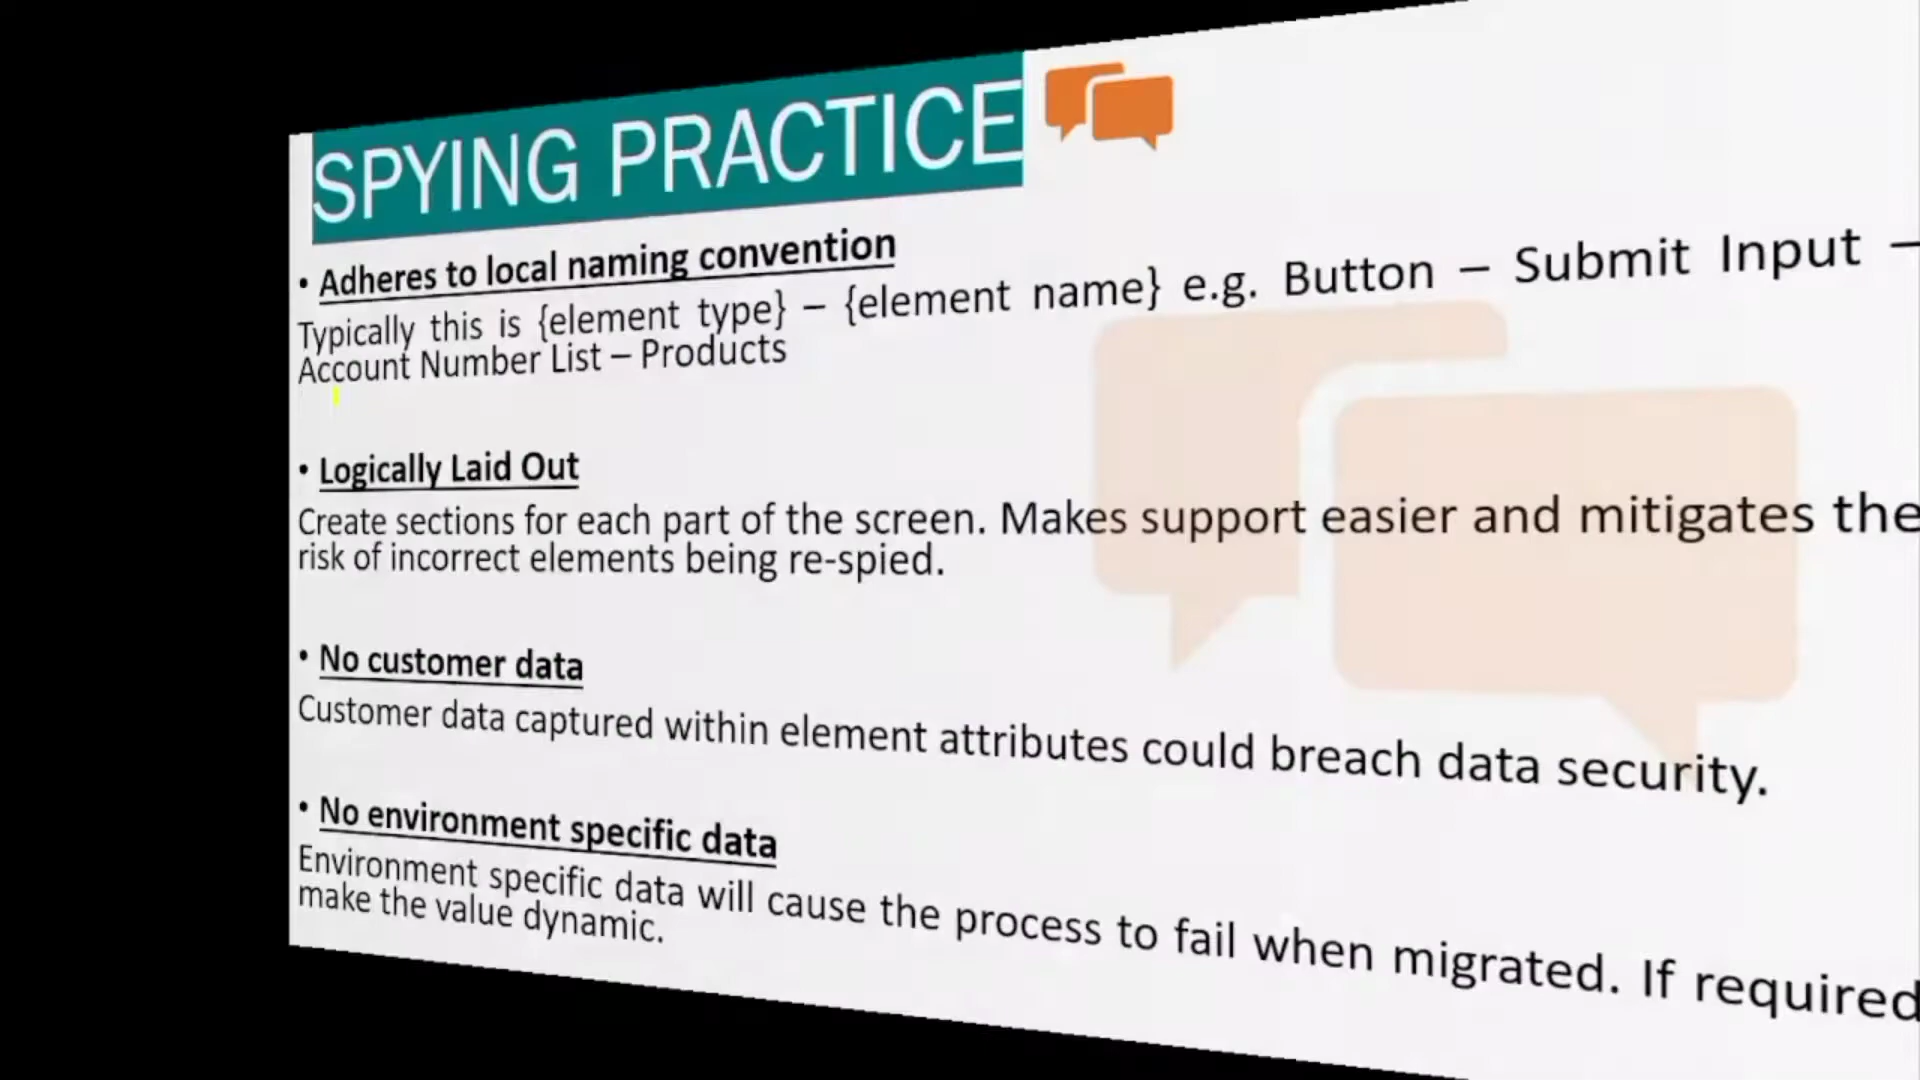 SPYING PRACTICE
• Adheres to local naming convention
Typically this is {element type} – {element name} e.g. Button – Submit Input –
Account Number List – Products
• Logically Laid Out
Create sections for each part of the screen. Makes support easier and mitigates the
risk of incorrect elements being re-spied.
• No customer data
Customer data captured within element attributes could breach data security.
• No environment specific data
Environment specific data will cause the process to fail when migrated. If required
make the value dynamic.